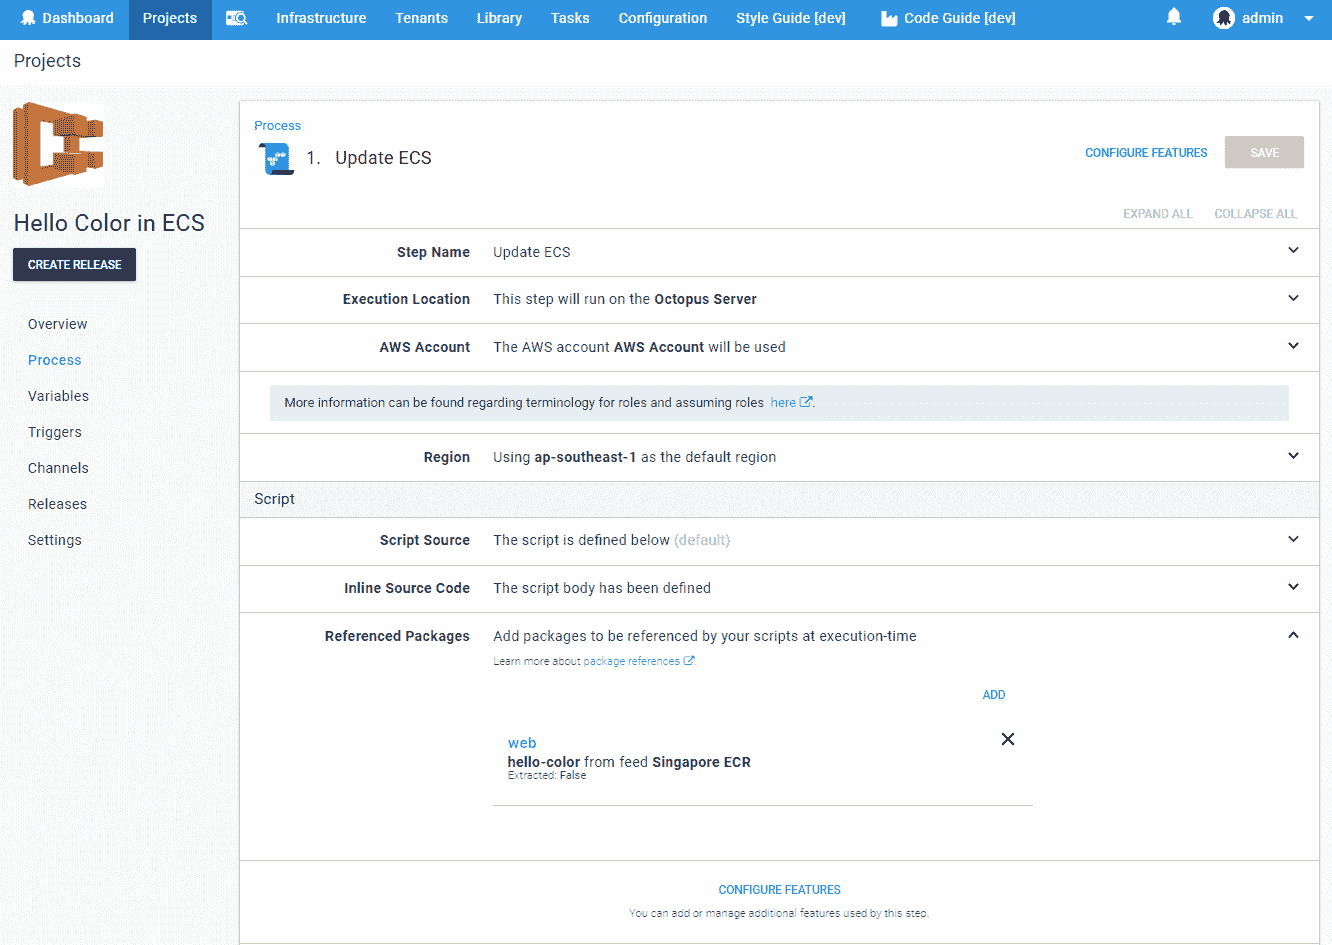 Dashboard Projects Infrastructure Tenants Library Tasks Configuration Style Guide [dev] Code Guide [dev] admin
Projects
Hello Color in ECS
CREATE RELEASE
Overview
Process
Variables
Triggers
Channels
Releases
Settings
Process
1. Update ECS
CONFIGURE FEATURES SAVE
EXPAND ALL COLLAPSE ALL
Step Name Update ECS
Execution Location This step will run on the Octopus Server
AWS Account The AWS account AWS Account will be used
More information can be found regarding terminology for roles and assuming roles here.
Region Using ap-southeast-1 as the default region
Script
Script Source The script is defined below (default)
Inline Source Code The script body has been defined
Referenced Packages Add packages to be referenced by your scripts at execution-time
Learn more about package references.
ADD
web
hello-color from feed Singapore ECR
Extracted: False
CONFIGURE FEATURES
You can add or manage additional features used by this step.